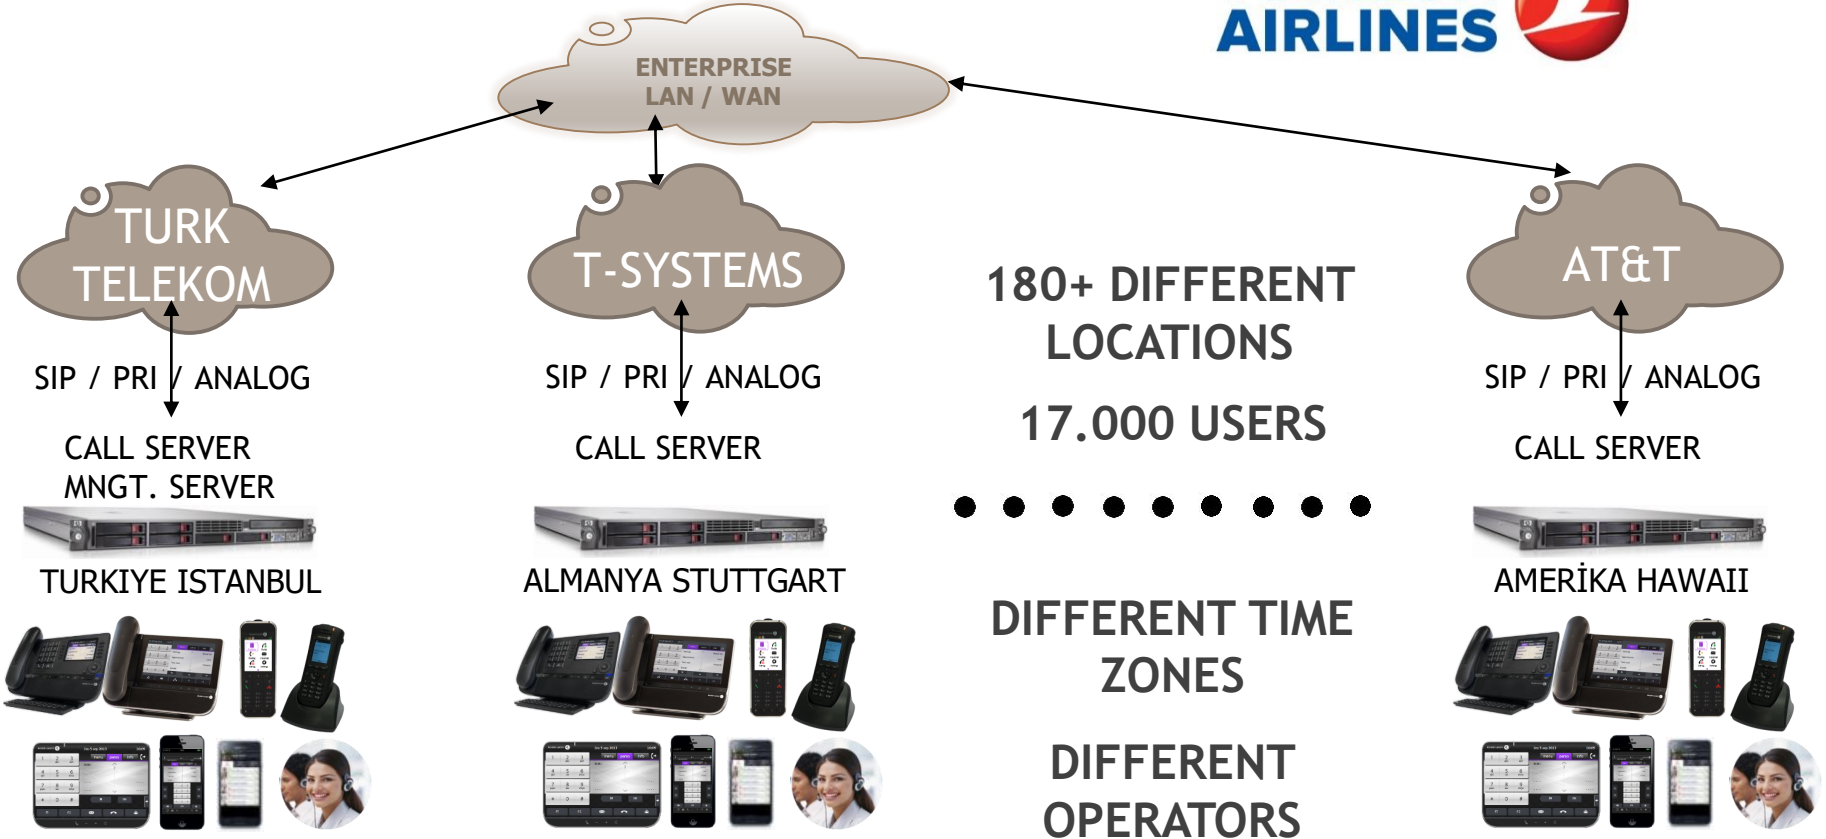 AIRLINES
ENTERPRISE
LAN / WAN
TURK
TELEKOM
T-SYSTEMS
AT&T
180+ DIFFERENT
LOCATIONS
17.000 USERS
SIP / PRI / ANALOG
SIP / PRI / ANALOG
SIP / PRI / ANALOG
CALL SERVER
MNGT. SERVER
CALL SERVER
CALL SERVER
TURKIYE ISTANBUL
ALMANYA STUTTGART
AMERİKA HAWAII
DIFFERENT TIME
ZONES
DIFFERENT
OPERATORS